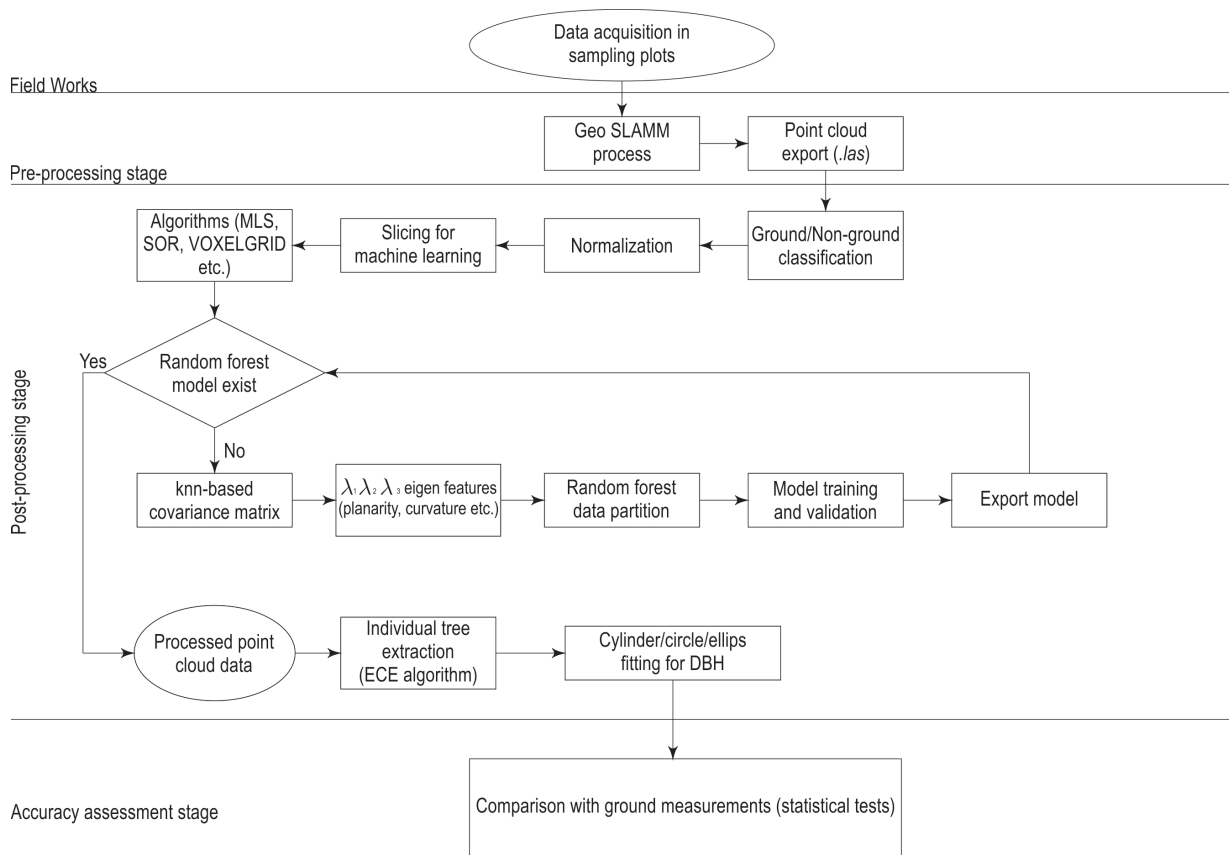 Data acquisition in
sampling plots
Field Works
Geo SLAMM
process
Point cloud
export (.las)
Pre-processing stage
Algorithms (MLS,
SOR, VOXELGRID
etc.)
Slicing for
machine learning
Normalization
Ground/Non-ground
classification
Yes
Random forest
model exist
No
Post-processing stage
knn-based
covariance matrix
λ₁ λ₂ λ₃ eigen features
(planarity, curvature etc.)
Random forest
data partition
Model training
and validation
Export model
Processed point
cloud data
Individual tree
extraction
(ECE algorithm)
Cylinder/circle/ellips
fitting for DBH
Accuracy assessment stage
Comparison with ground measurements (statistical tests)